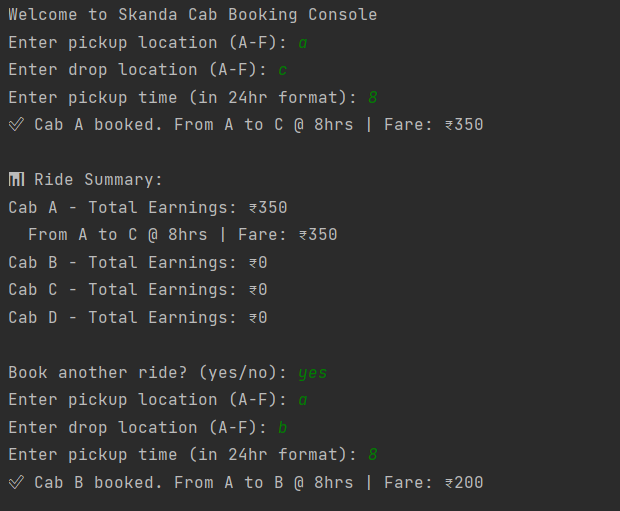 Welcome to Skanda Cab Booking Console
Enter pickup location (A-F): a
Enter drop location (A-F): c
Enter pickup time (in 24hr format): 8
✅ Cab A booked. From A to C @ 8hrs | Fare: ₹350
📊 Ride Summary:
Cab A - Total Earnings: ₹350
  From A to C @ 8hrs | Fare: ₹350
Cab B - Total Earnings: ₹0
Cab C - Total Earnings: ₹0
Cab D - Total Earnings: ₹0
Book another ride? (yes/no): yes
Enter pickup location (A-F): a
Enter drop location (A-F): b
Enter pickup time (in 24hr format): 8
✅ Cab B booked. From A to B @ 8hrs | Fare: ₹200